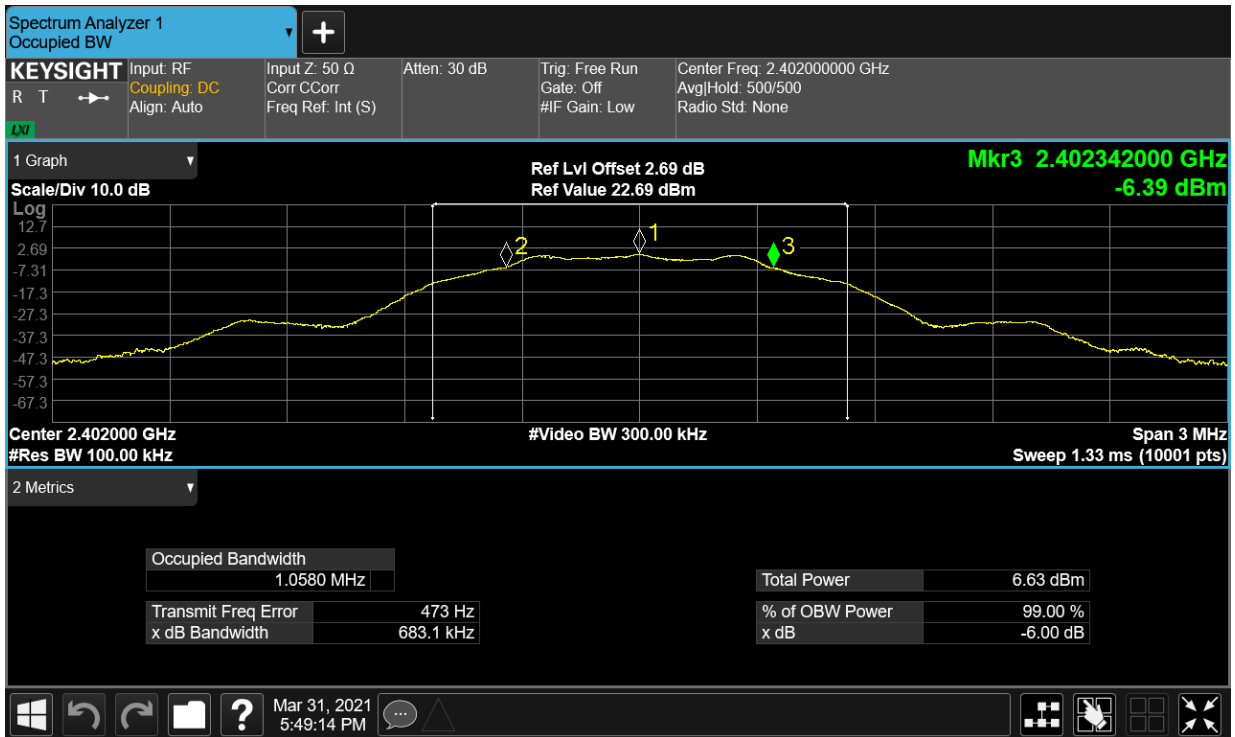 Spectrum Analyzer 1
Occupied BW
+
KEYSIGHT
R T
LXI
Input: RF
Coupling: DC
Align: Auto
Input Z: 50 Ω
Corr CCorr
Freq Ref: Int (S)
Atten: 30 dB
Trig: Free Run
Gate: Off
#IF Gain: Low
Center Freq: 2.402000000 GHz
Avg|Hold: 500/500
Radio Std: None
1 Graph
Scale/Div 10.0 dB
Ref Lvl Offset 2.69 dB
Ref Value 22.69 dBm
Mkr3 2.402342000 GHz
-6.39 dBm
Log
12.7
2.69
-7.31
-17.3
-27.3
-37.3
-47.3
-57.3
-67.3
2
1
3
Center 2.402000 GHz
#Res BW 100.00 kHz
#Video BW 300.00 kHz
Span 3 MHz
Sweep 1.33 ms (10001 pts)
2 Metrics
Occupied Bandwidth
1.0580 MHz
Transmit Freq Error 473 Hz
x dB Bandwidth 683.1 kHz
Total Power 6.63 dBm
% of OBW Power 99.00 %
x dB -6.00 dB
?
Mar 31, 2021
5:49:14 PM